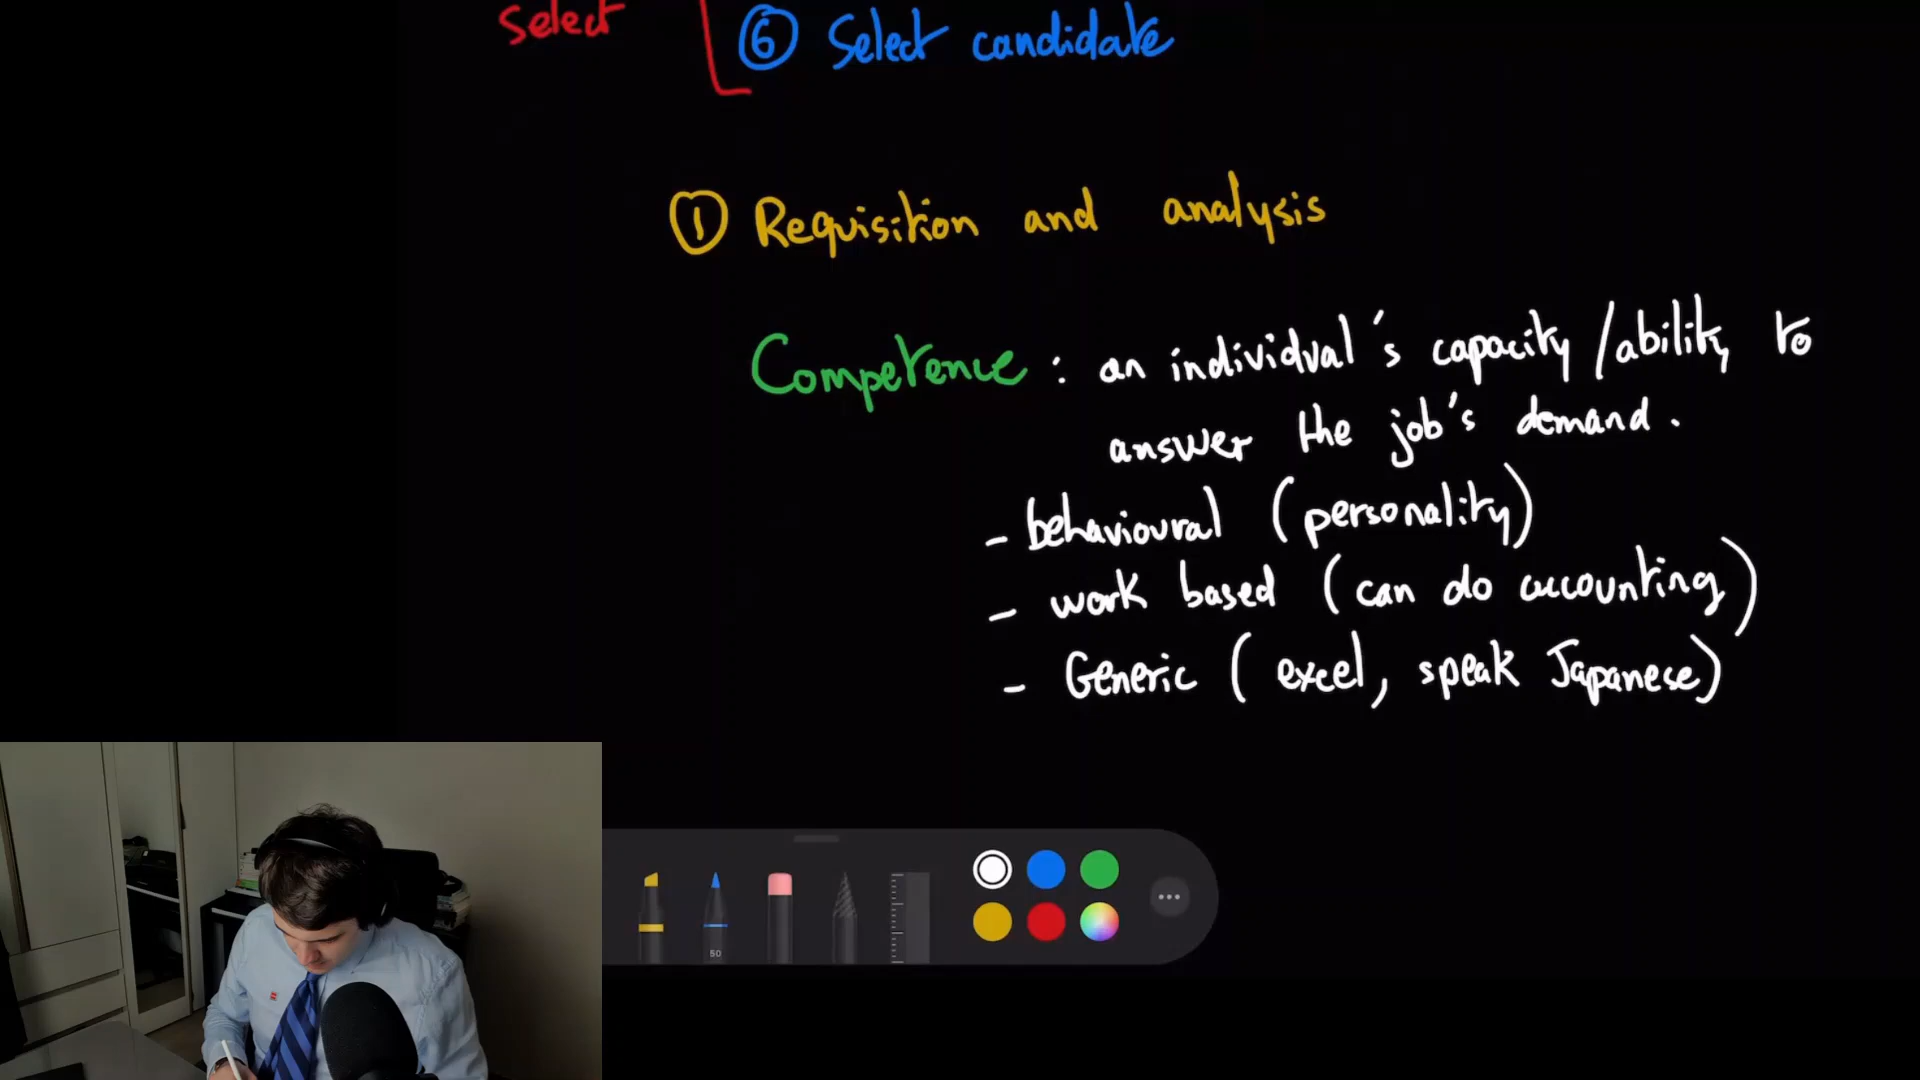 Select
⑥ Select candidate
① Requisition and analysis
Competence : an individual's capacity / ability to
answer the job's demand.
- behavioural (personality)
- work based (can do accounting)
- Generic (excel, speak Japanese)
50